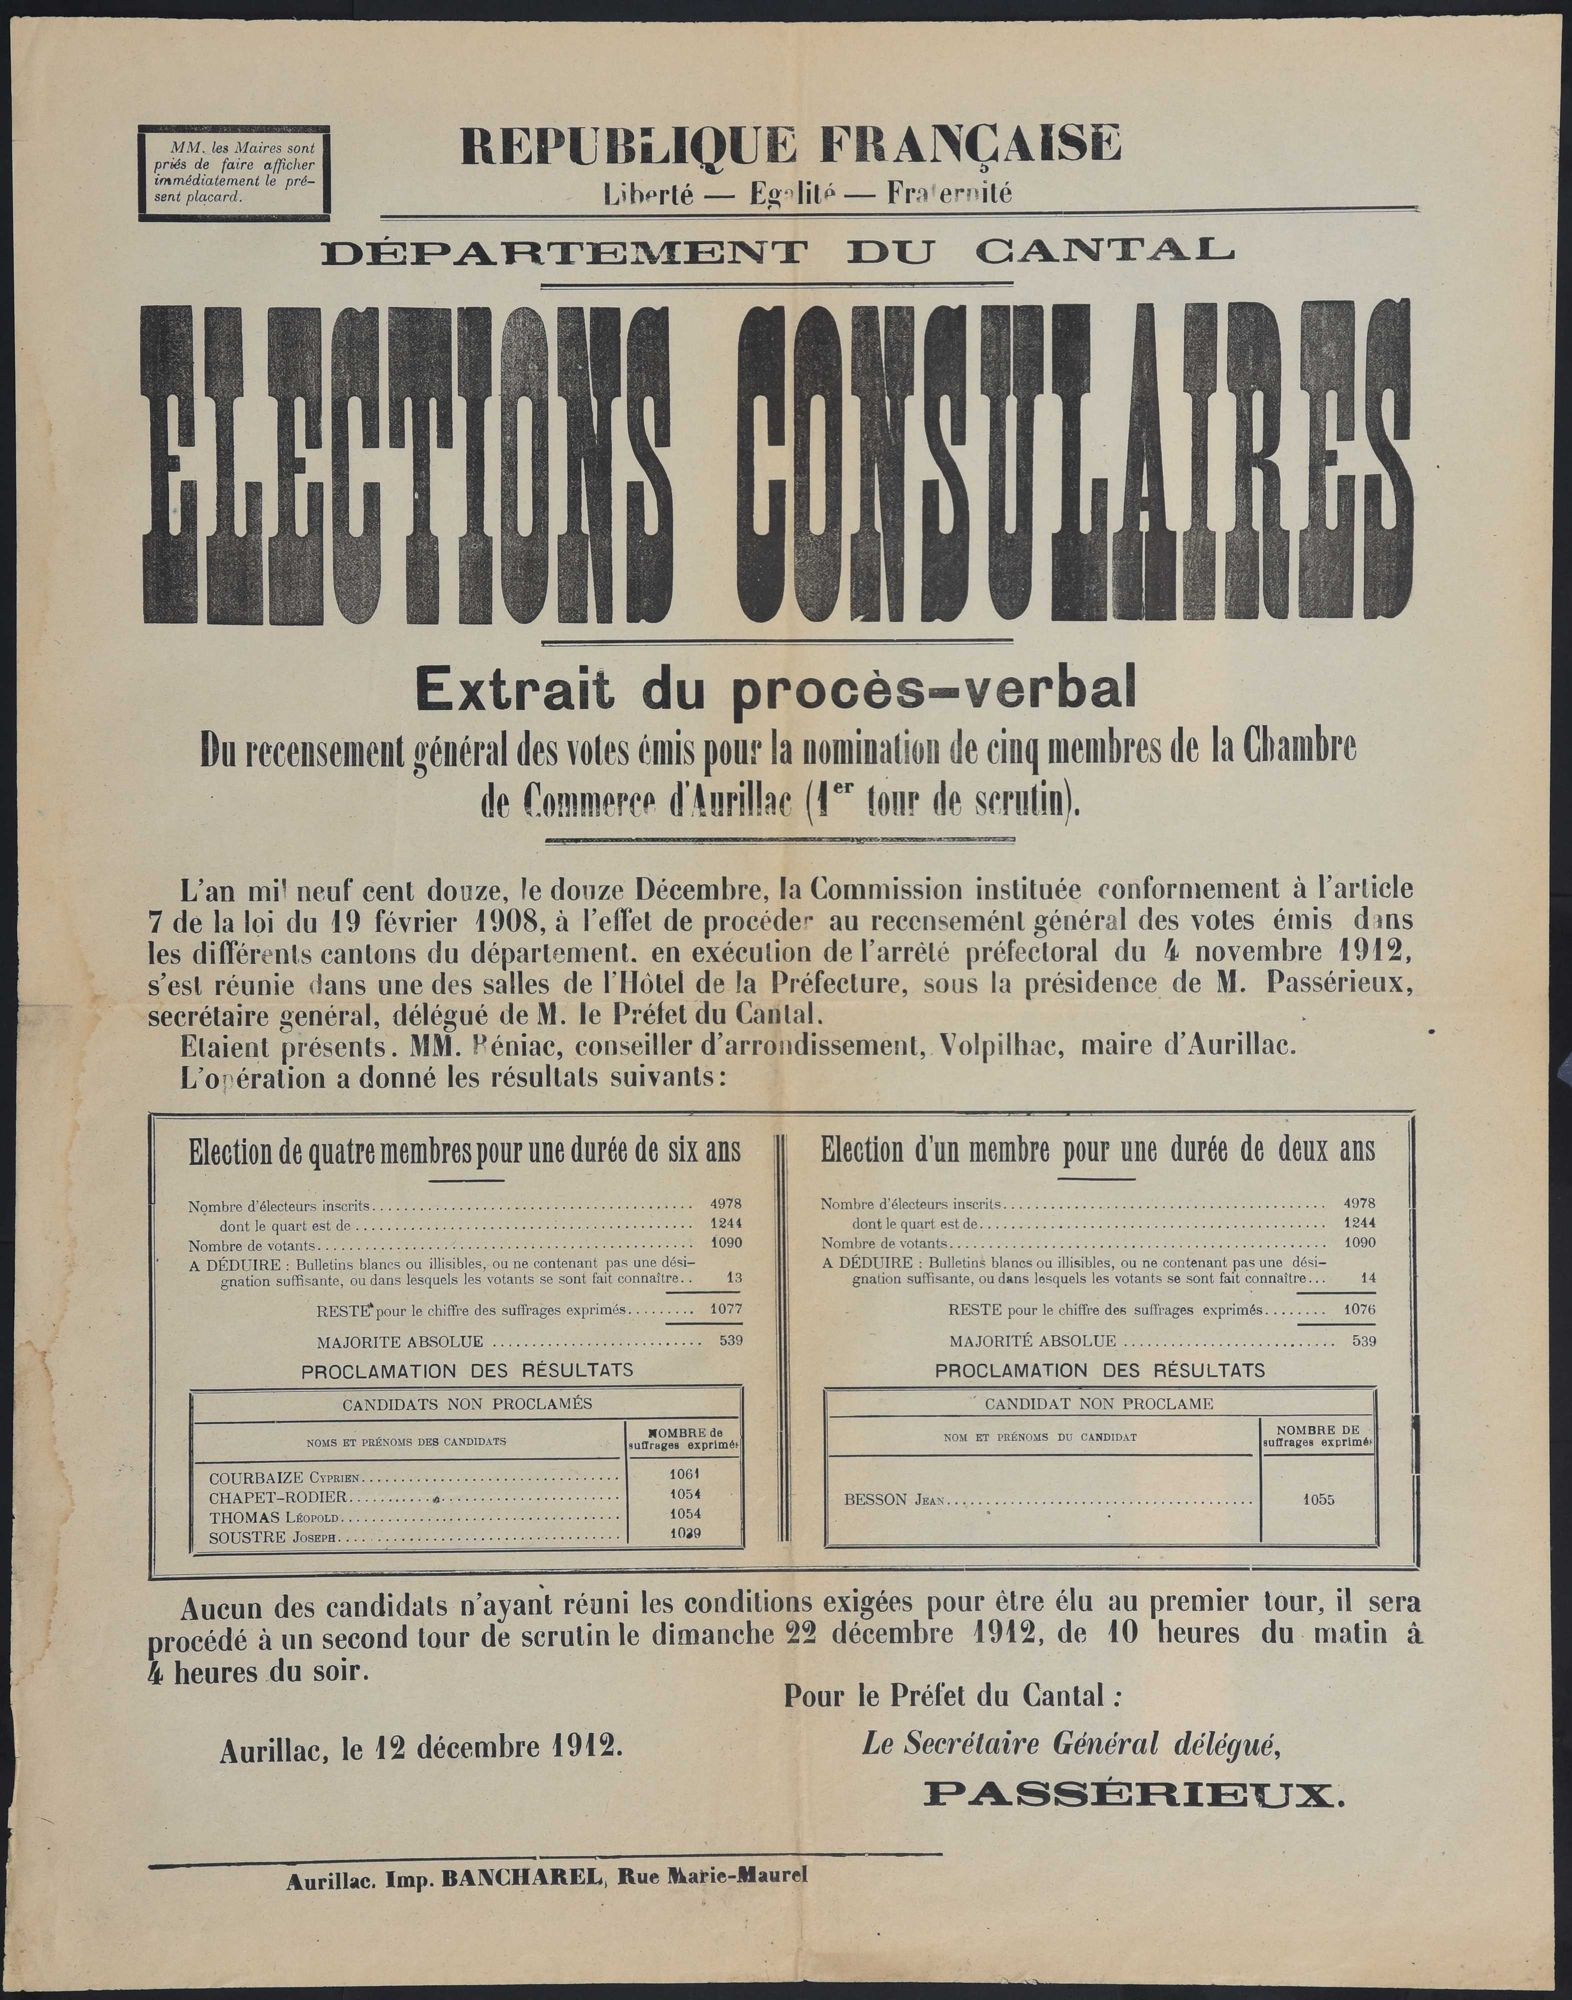 MM. les Maires sont
priés de faire afficher
immédiatement le pré-
sent placard.
REPUBLIQUE FRANÇAISE
Liberté — Egalité — Fraternité
DÉPARTEMENT DU CANTAL
ELECTIONS CONSULAIRES
Extrait du procès-verbal
Du recensement général des votes émis pour la nomination de cinq membres de la Chambre
de Commerce d'Aurillac (1er tour de scrutin).
L'an mil neuf cent douze, le douze Décembre, la Commission instituée conformement à l'article
7 de la loi du 19 février 1908, à l'effet de procéder au recensemént général des votes émis dans
les différents cantons du département. en exécution de l'arrêté préfectoral du 4 novembre 1912,
s'est réunie dans une des salles de l'Hôtel de la Préfecture, sous la présidence de M. Passérieux,
secrétaire genéral, délégué de M. le Préfet du Cantal.
Etaient présents. MM. Béniac, conseiller d'arrondissement, Volpilhac, maire d'Aurillac.
L'opération a donné les résultats suivants:
Election de quatre membres pour une durée de six ans
Nombre d'électeurs inscrits........ 4978
dont le quart est de........ 1244
Nombre de votants........ 1090
A DÉDUIRE : Bulletins blancs ou illisibles, ou ne contenant pas une dési-
gnation suffisante, ou dans lesquels les votants se sont fait connaître.. 13
RESTE pour le chiffre des suffrages exprimés......... 1077
MAJORITE ABSOLUE ........ 539
PROCLAMATION DES RÉSULTATS
CANDIDATS NON PROCLAMÉS
NOMS ET PRÉNOMS DES CANDIDATS
NOMBRE de
suffrages exprimés
COURBAIZE CYPRIEN........ 1061
CHAPET-RODIER........ 1054
THOMAS LÉOPOLD........ 1054
SOUSTRE JOSEPH........ 1039
Election d'un membre pour une durée de deux ans
Nombre d'électeurs inscrits........ 4978
dont le quart est de........ 1244
Nombre de votants........ 1090
A DÉDUIRE : Bulletins blancs ou illisibles, ou ne contenant pas une dési-
gnation suffisante, ou dans lesquels les votants se sont fait connaître... 14
RESTE pour le chiffre des suffrages exprimés........ 1076
MAJORITÉ ABSOLUE ........ 539
PROCLAMATION DES RÉSULTATS
CANDIDAT NON PROCLAME
NOM ET PRÉNOMS DU CANDIDAT
NOMBRE DE
suffrages exprimés
BESSON JEAN........ 1055
Aucun des candidats n'ayant réuni les conditions exigées pour être élu au premier tour, il sera
procédé à un second tour de scrutin le dimanche 22 décembre 1912, de 10 heures du matin à
4 heures du soir.
Pour le Préfet du Cantal :
Aurillac, le 12 décembre 1912.
Le Secrétaire Général délégué,
PASSÉRIEUX.
Aurillac. Imp. BANCHAREL, Rue Marie-Maurel